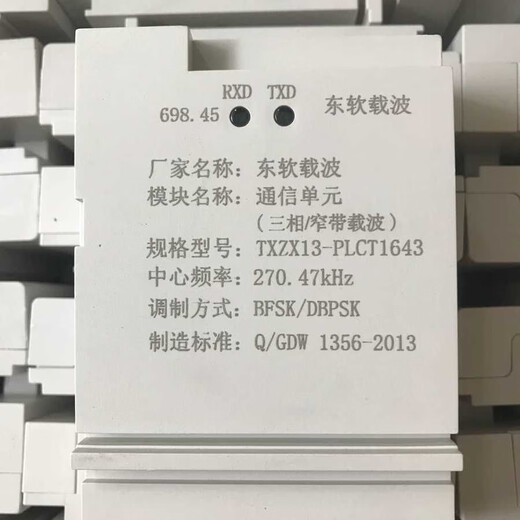 RXD TXD
698.45 东软载波
厂家名称：东软载波
模块名称：通信单元
(三相/窄带载波)
规格型号：TXZX13-PLCT1643
中心频率：270.47kHz
调制方式：BFSK/DBPSK
制造标准：Q/GDW 1356-2013